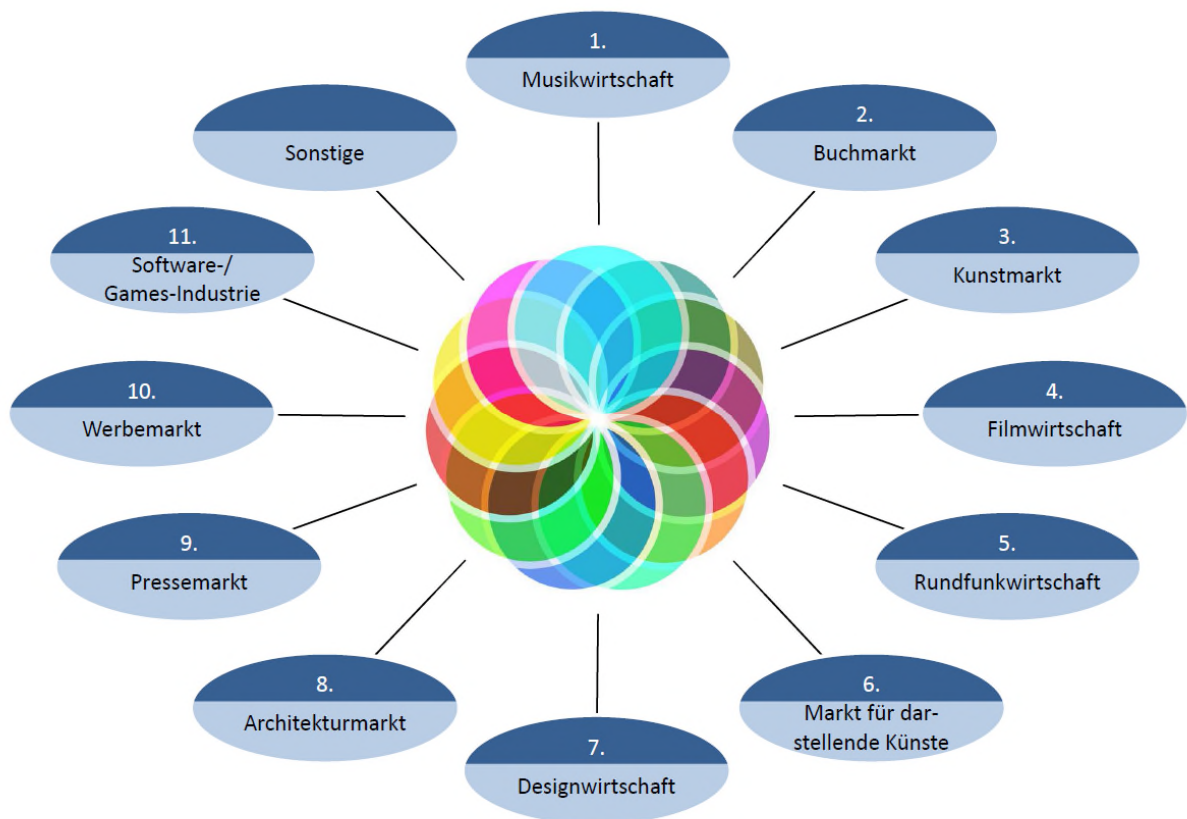 1.
Musikwirtschaft
2.
Buchmarkt
3.
Kunstmarkt
4.
Filmwirtschaft
5.
Rundfunkwirtschaft
6.
Markt für dar-
stellende Künste
7.
Designwirtschaft
8.
Architekturmarkt
9.
Pressemarkt
10.
Werbemarkt
11.
Software-/
Games-Industrie
Sonstige